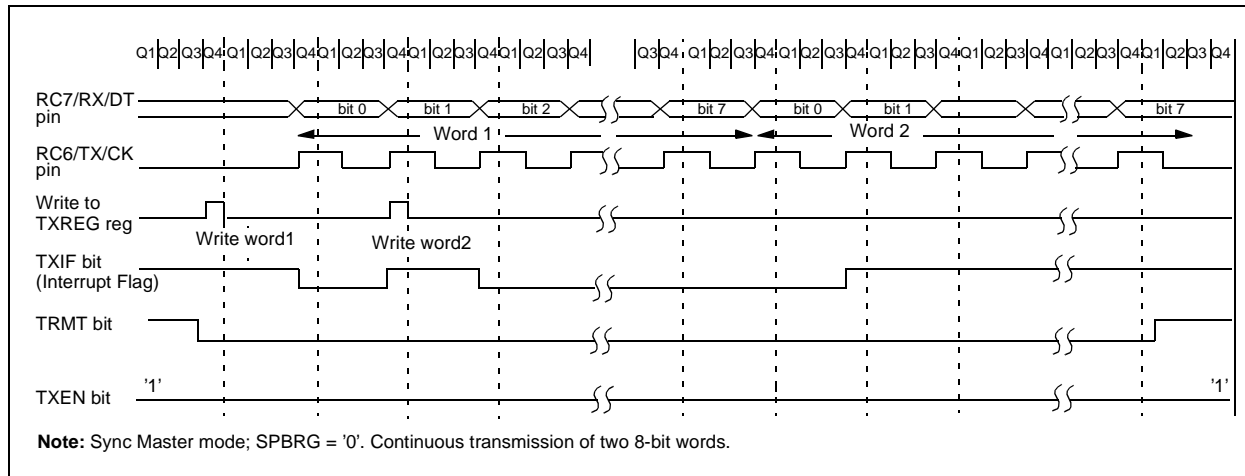 Q1 Q2 Q3 Q4 Q1 Q2 Q3 Q4 Q1 Q2 Q3 Q4 Q1 Q2 Q3 Q4 Q1 Q2 Q3 Q4 Q3 Q4 Q1 Q2 Q3 Q4 Q1 Q2 Q3 Q4 Q1 Q2 Q3 Q4 Q1 Q2 Q3 Q4 Q1 Q2 Q3 Q4 Q1 Q2 Q3 Q4
RC7/RX/DT
pin
bit 0 bit 1 bit 2 bit 7 bit 0 bit 1 bit 7
Word 1 Word 2
RC6/TX/CK
pin
Write to
TXREG reg
Write word1 Write word2
TXIF bit
(Interrupt Flag)
TRMT bit
TXEN bit '1' '1'
Note: Sync Master mode; SPBRG = '0'. Continuous transmission of two 8-bit words.